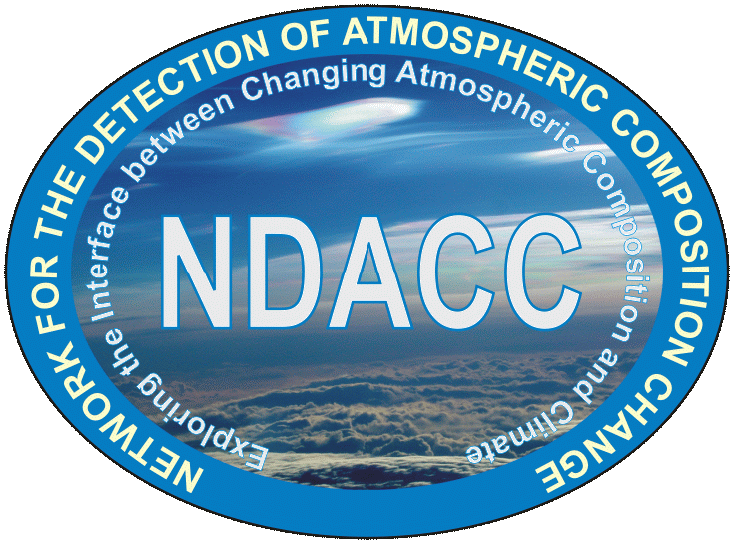 NETWORK FOR THE DETECTION OF ATMOSPHERIC COMPOSITION CHANGE
Exploring the Interface between Changing Atmospheric Composition and Climate
NDACC